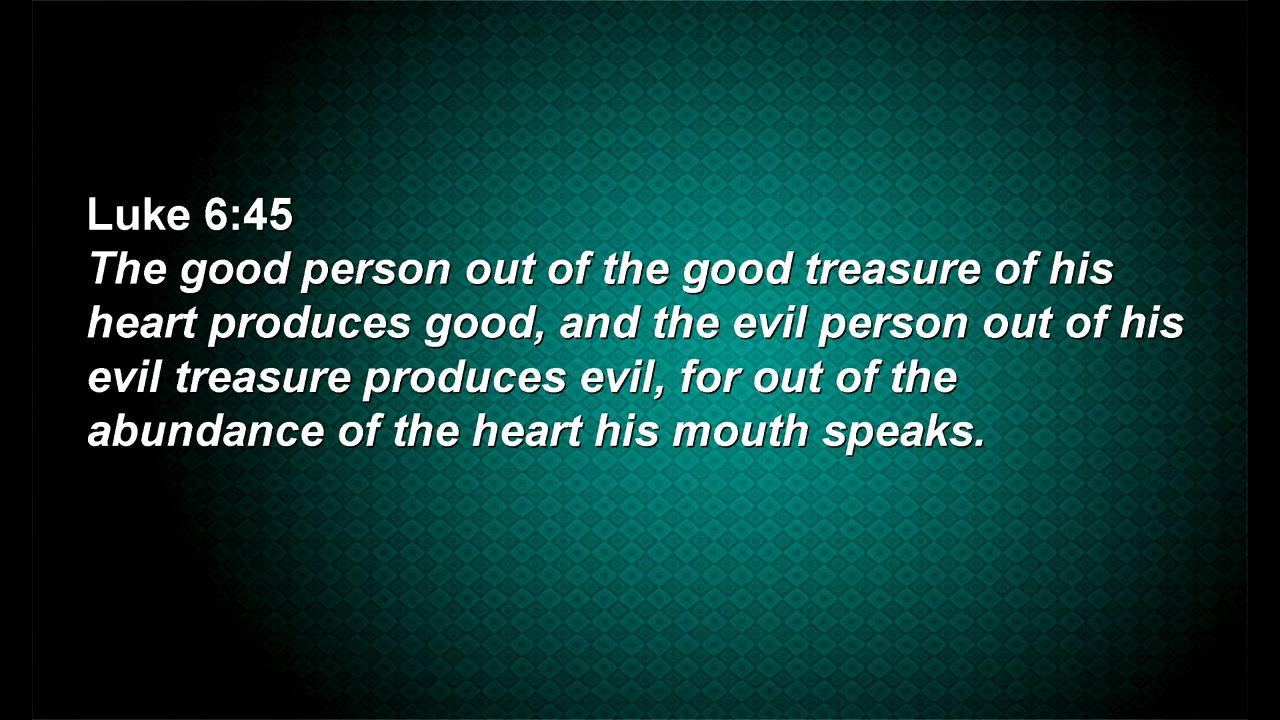 Luke 6:45
The good person out of the good treasure of his
heart produces good, and the evil person out of his
evil treasure produces evil, for out of the
abundance of the heart his mouth speaks.